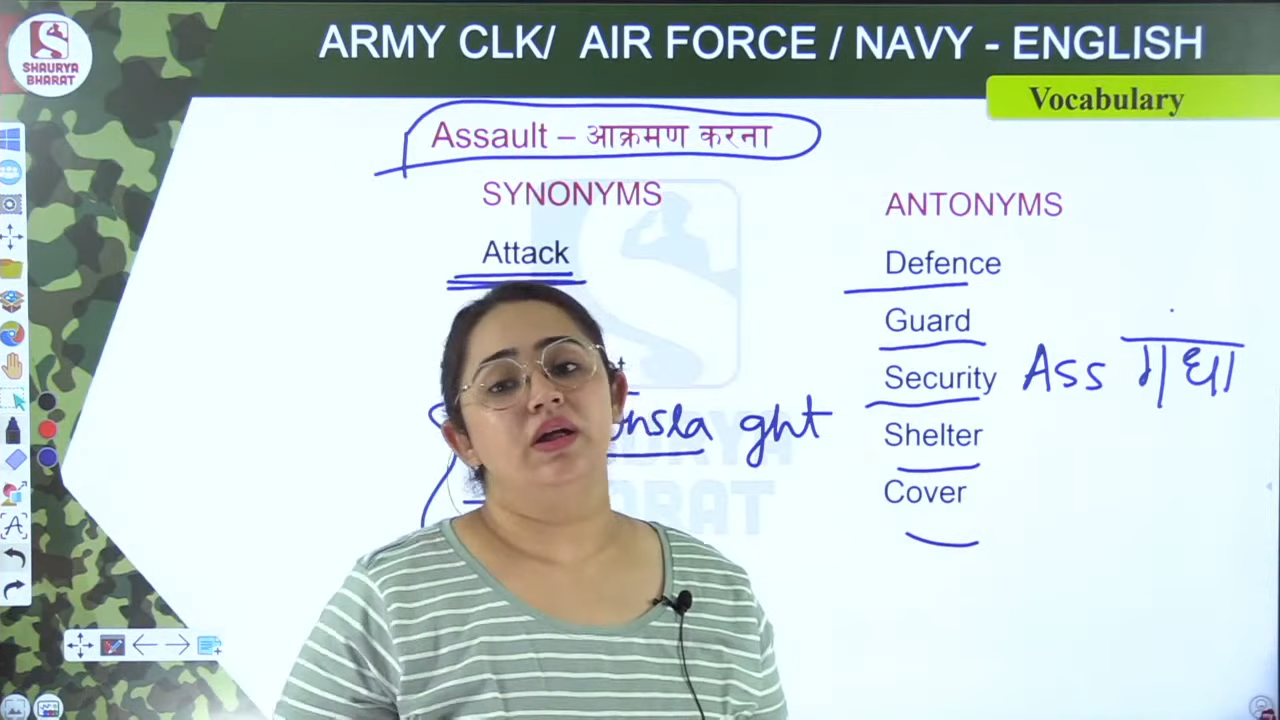 SHAURYA
BHARAT
ARMY CLK/ AIR FORCE / NAVY - ENGLISH
Vocabulary
Assault – आक्रमण करना
SYNONYMS
Attack
ght
ANTONYMS
Defence
Guard
Security
Shelter
Cover
Ass गधा